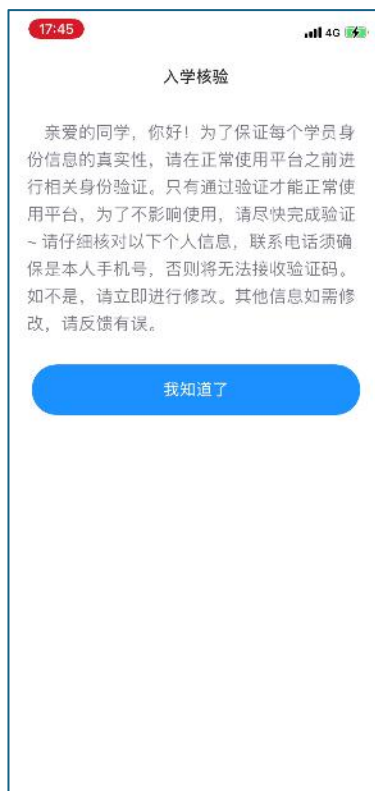 17:45
4G
入学核验
亲爱的同学，你好！为了保证每个学员身
份信息的真实性，请在正常使用平台之前进
行相关身份验证。只有通过验证才能正常使
用平台，为了不影响使用，请尽快完成验证
~ 请仔细核对以下个人信息，联系电话须确
保是本人手机号，否则将无法接收验证码。
如不是，请立即进行修改。其他信息如需修
改，请反馈有误。
我知道了